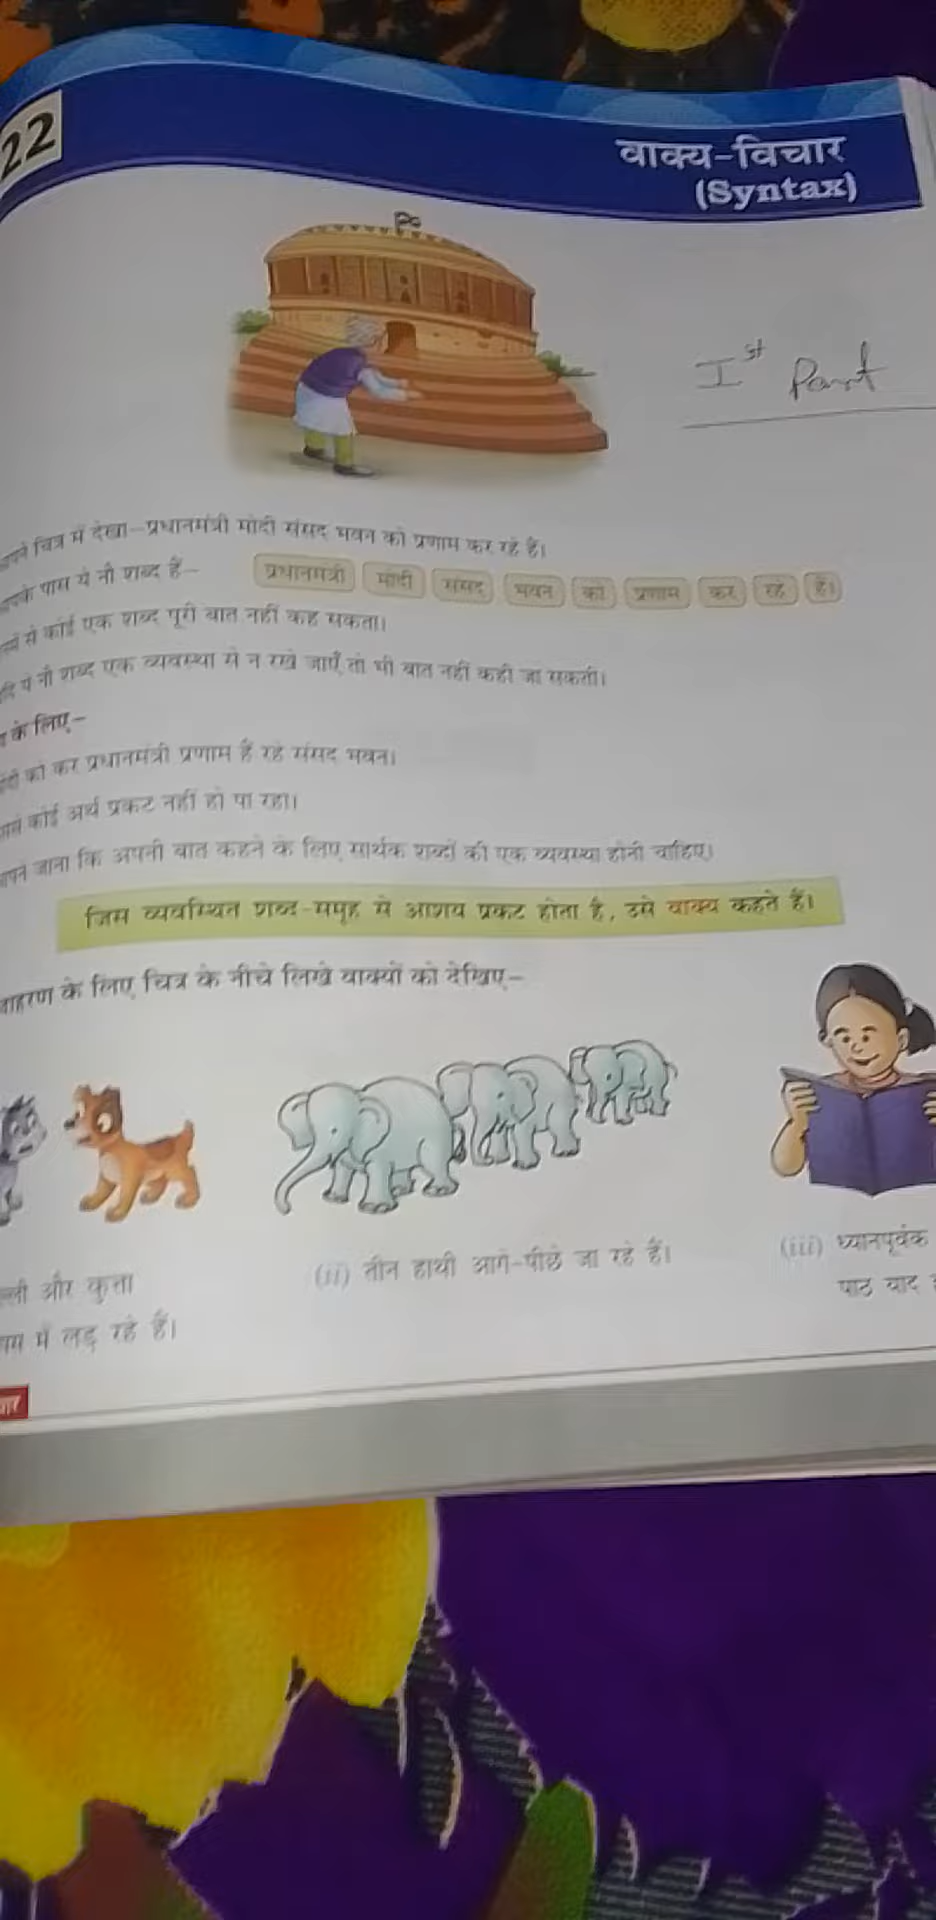 22
वाक्य-विचार
(Syntax)
Ist Part
चित्र में देखा-प्रधानमंत्री मोदी संसद भवन को प्रणाम कर रहे हैं।
पास ये नौ शब्द हैं- प्रधानमंत्री मोदी संसद भवन को प्रणाम कर रहे हैं।
से कोई एक शब्द पूरी बात नहीं कह सकता।
ये नौ शब्द एक व्यवस्था से न रखे जाएँ तो भी बात नहीं कही जा सकती।
के लिए-
को कर प्रधानमंत्री प्रणाम हैं रहे संसद भवन।
कोई अर्थ प्रकट नहीं हो पा रहा।
जाना कि अपनी बात कहने के लिए सार्थक शब्दों की एक व्यवस्था होनी चाहिए।
जिस व्यवस्थित शब्द-समूह से आशय प्रकट होता है, उसे वाक्य कहते हैं।
के लिए चित्र के नीचे लिखे वाक्यों को देखिए-
और कुत्ता
में लड़ रहे हैं।
(ii) तीन हाथी आगे-पीछे जा रहे हैं।
(iii) ध्यानपूर्वक
पाठ याद